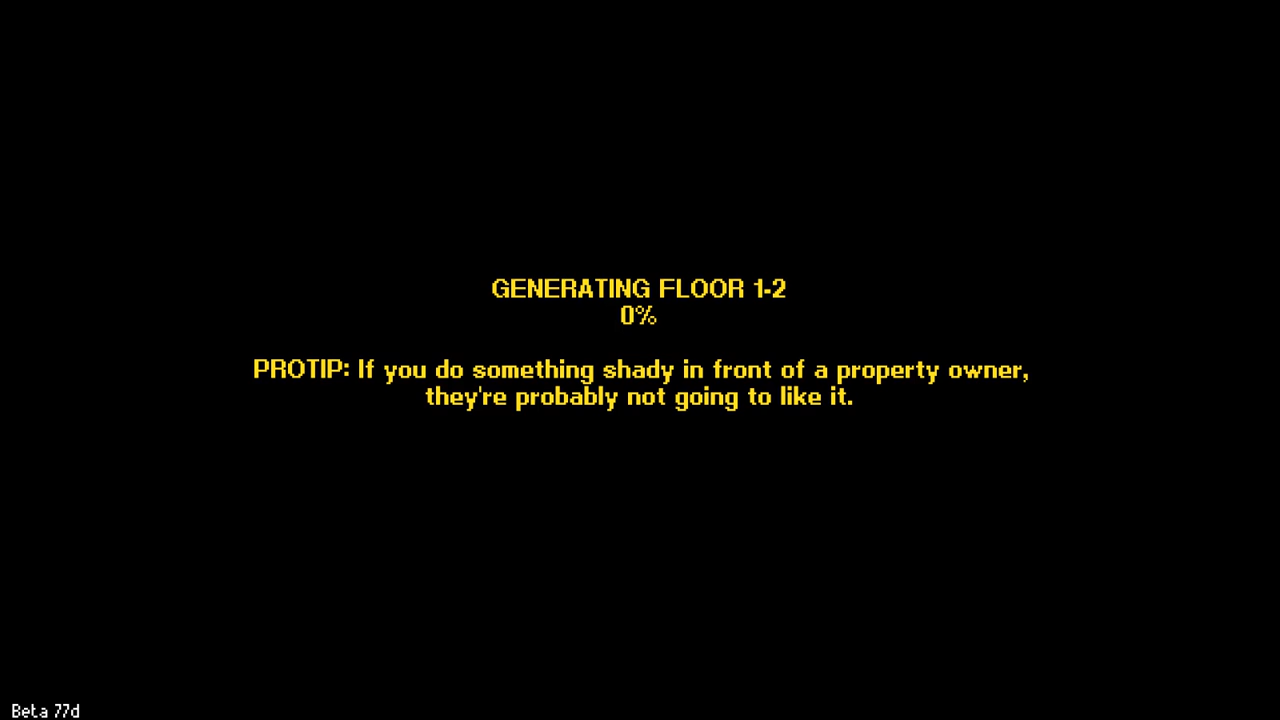 GENERATING FLOOR 1-2
0%
PROTIP: If you do something shady in front of a property owner,
they're probably not going to like it.
Beta 77d